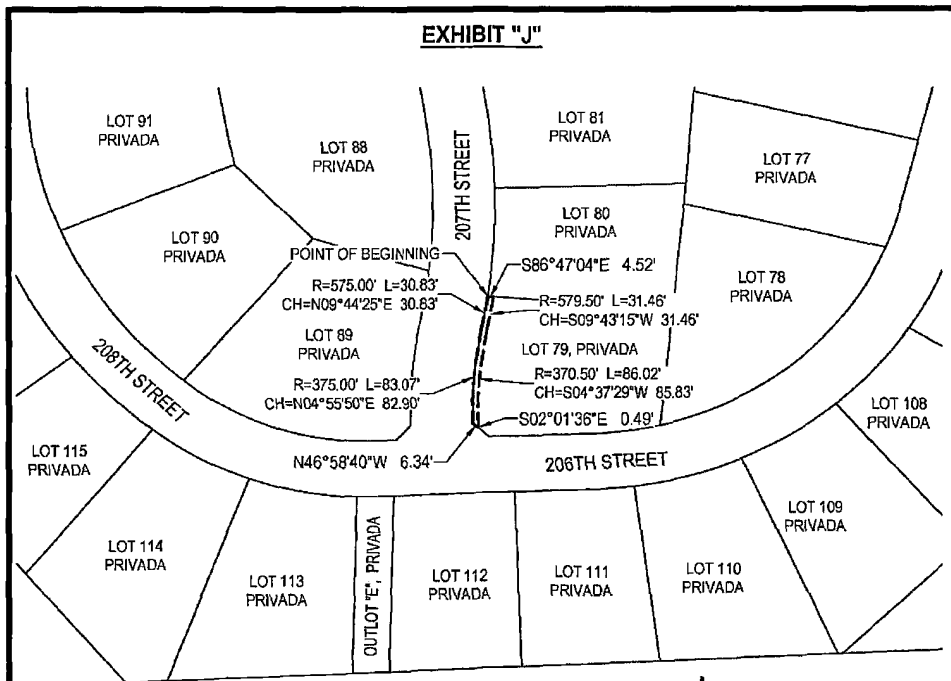 EXHIBIT "J"
LOT 91
PRIVADA
LOT 88
PRIVADA
207TH STREET
LOT 81
PRIVADA
LOT 77
PRIVADA
LOT 90
PRIVADA
LOT 80
PRIVADA
POINT OF BEGINNING
S86°47'04"E 4.52'
R=575.00' L=30.83'
CH=N09°44'25"E 30.83'
R=579.50' L=31.46'
CH=S09°43'15"W 31.46'
LOT 78
PRIVADA
LOT 89
PRIVADA
LOT 79, PRIVADA
208TH STREET
R=375.00' L=83.07'
CH=N04°55'50"E 82.90'
R=370.50' L=86.02'
CH=S04°37'29"W 85.83'
S02°01'36"E 0.49'
N46°58'40"W 6.34'
206TH STREET
LOT 108
PRIVADA
LOT 115
PRIVADA
LOT 114
PRIVADA
LOT 113
PRIVADA
OUTLOT "E", PRIVADA
LOT 112
PRIVADA
LOT 111
PRIVADA
LOT 110
PRIVADA
LOT 109
PRIVADA